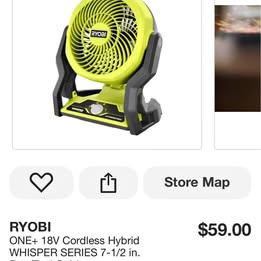 RYOBI
Store Map
RYOBI
$59.00
ONE+ 18V Cordless Hybrid
WHISPER SERIES 7-1/2 in.